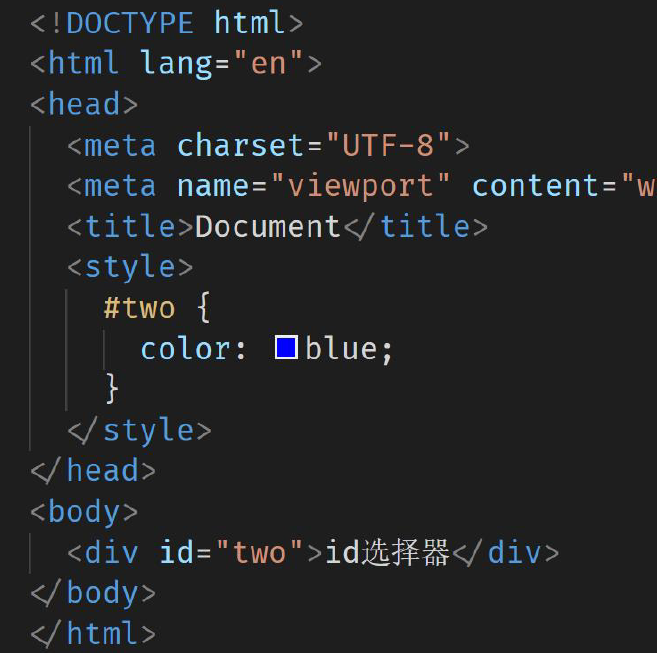 <!DOCTYPE html>
<html lang="en">
<head>
<meta charset="UTF-8">
<meta name="viewport" content="w
<title>Document</title>
<style>
#two {
color: blue;
}
</style>
</head>
<body>
<div id="two">id选择器</div>
</body>
</html>